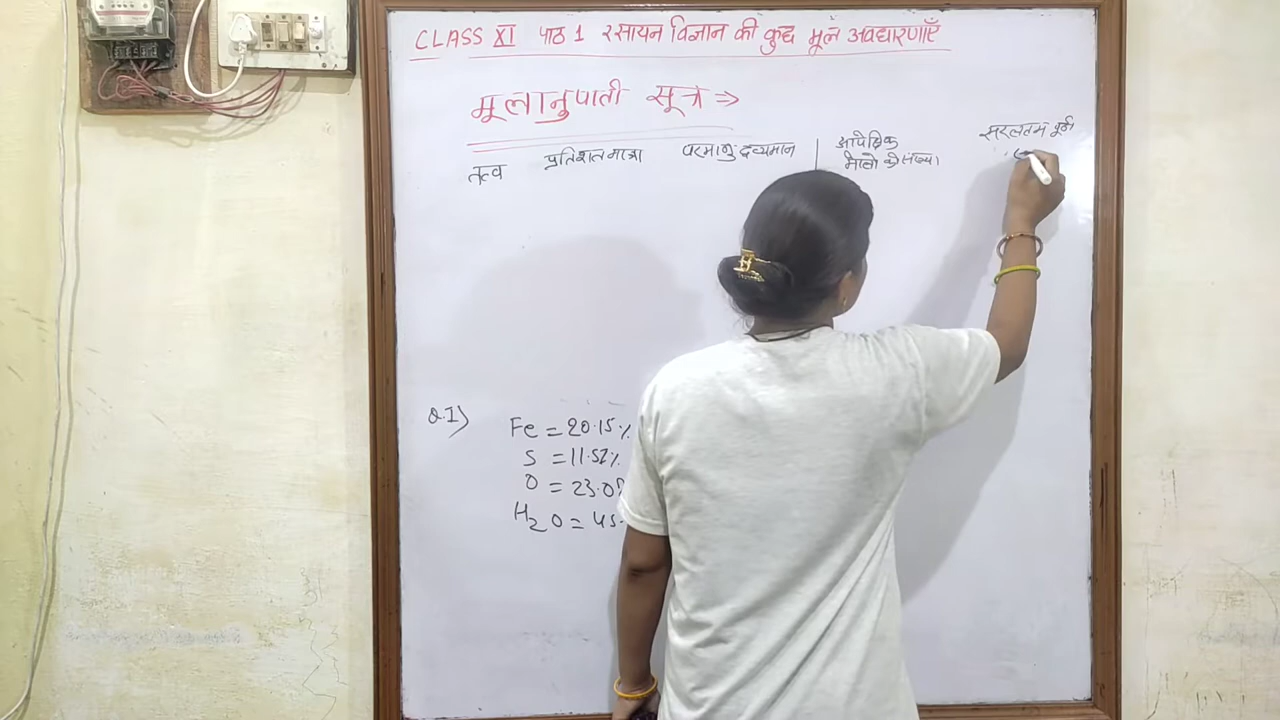 CLASS XI पाठ 1 रसायन विज्ञान की कुछ मूल अवधारणाएँ
मूलानुपाती सूत्र ⇒
तत्व प्रतिशत मात्रा परमाणु द्रव्यमान आपेक्षिक सरलतम पूर्ण
मोलो की संख्या
Q.1)
Fe = 20.15%
S = 11.52%
O = 23.0
H2O = 45.